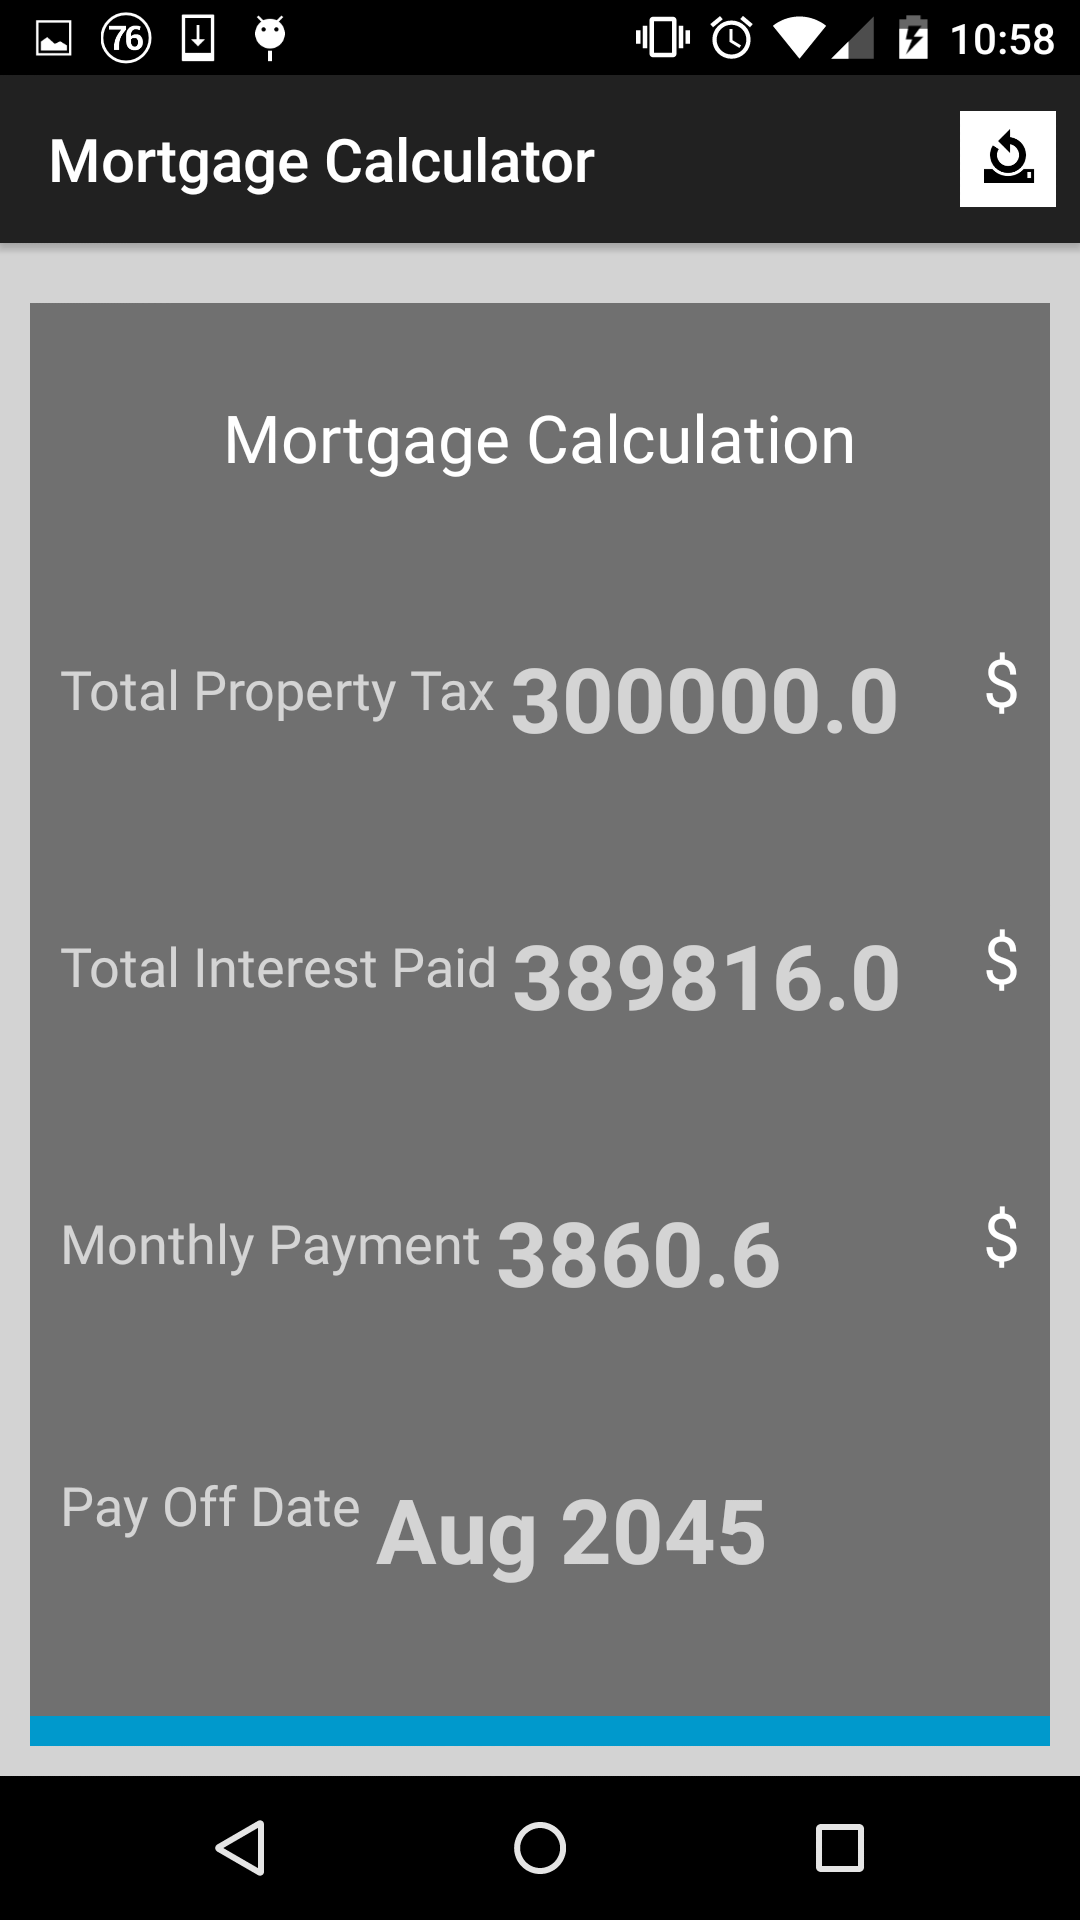 76 10:58
Mortgage Calculator
Mortgage Calculation
Total Property Tax 300000.0 $
Total Interest Paid 389816.0 $
Monthly Payment 3860.6 $
Pay Off Date Aug 2045